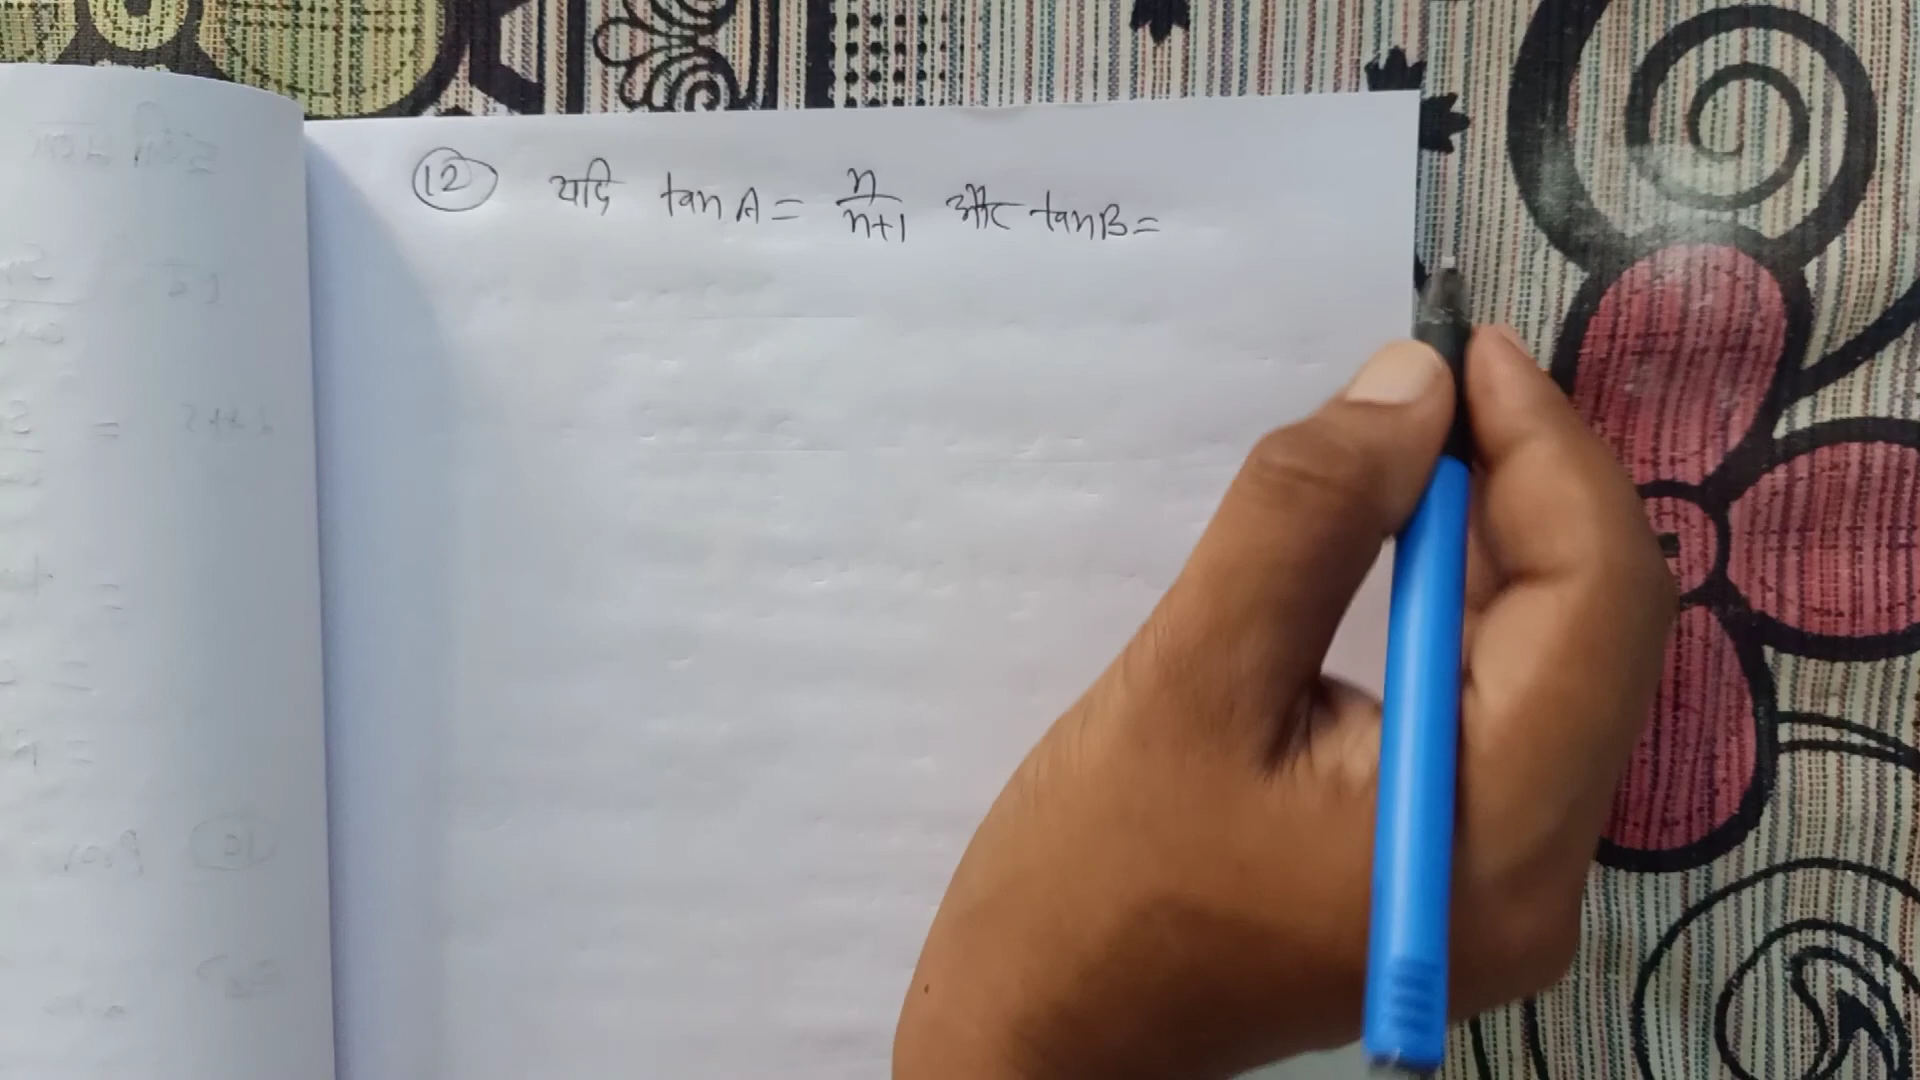 (12) यदि tan A = n/(n+1) और tan B =